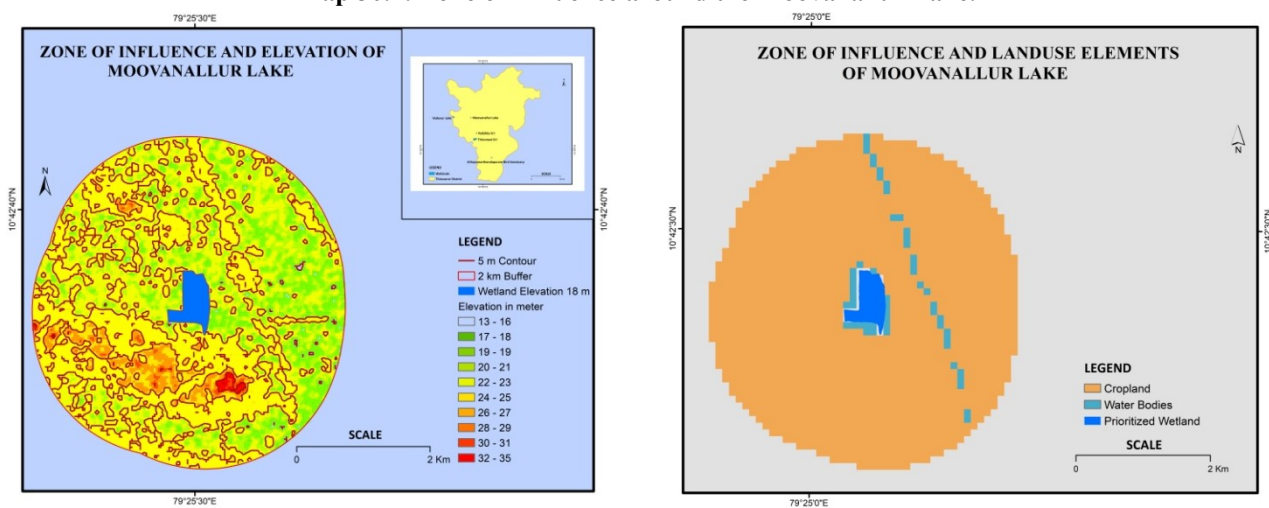 79°25'30"E
ZONE OF INFLUENCE AND ELEVATION OF
MOOVANALLUR LAKE
LEGEND
N
10°42'40"N
10°42'40"N
LEGEND
5 m Contour
2 km Buffer
Wetland Elevation 18 m
Elevation in meter
13 - 16
17 - 18
19 - 19
20 - 21
22 - 23
24 - 25
26 - 27
28 - 29
30 - 31
32 - 35
SCALE
0 2 Km
79°25'30"E
79°25'0"E
ZONE OF INFLUENCE AND LANDUSE ELEMENTS
OF MOOVANALLUR LAKE
N
10°42'30"N
10°42'30"N
LEGEND
Cropland
Water Bodies
Prioritized Wetland
SCALE
0 2 Km
79°25'0"E